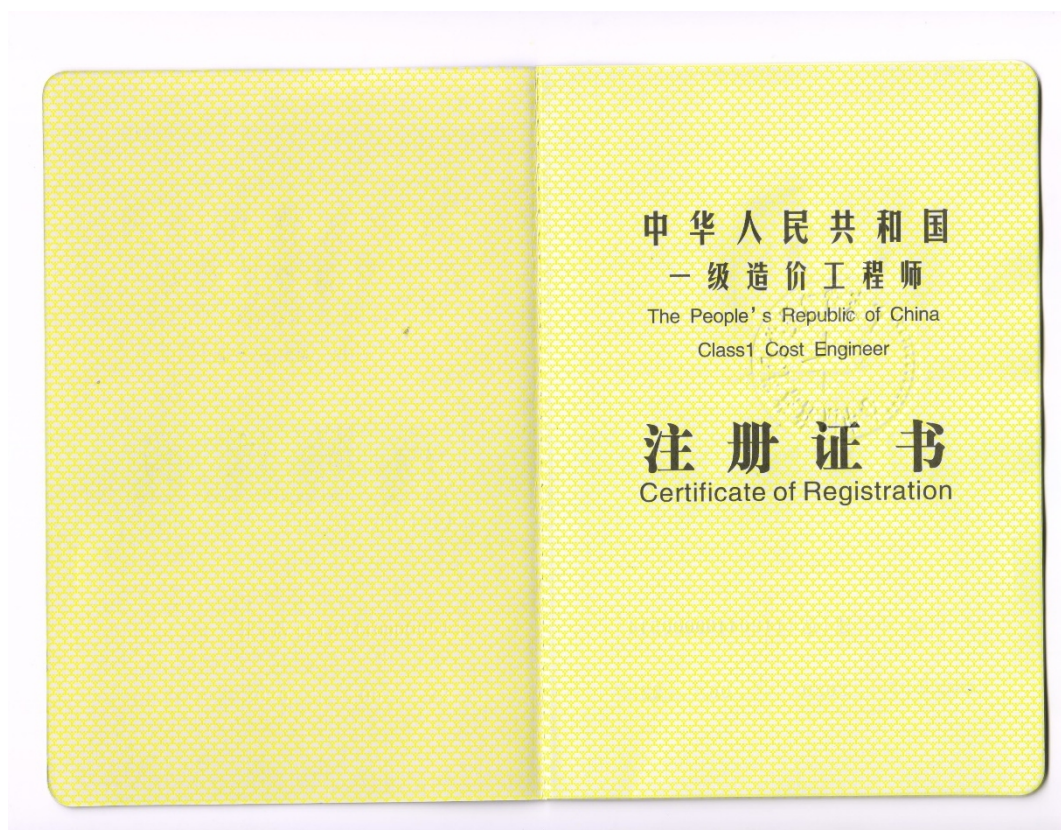 中华人民共和国
一级造价工程师
The People's Republic of China
Class1 Cost Engineer
注册证书
Certificate of Registration